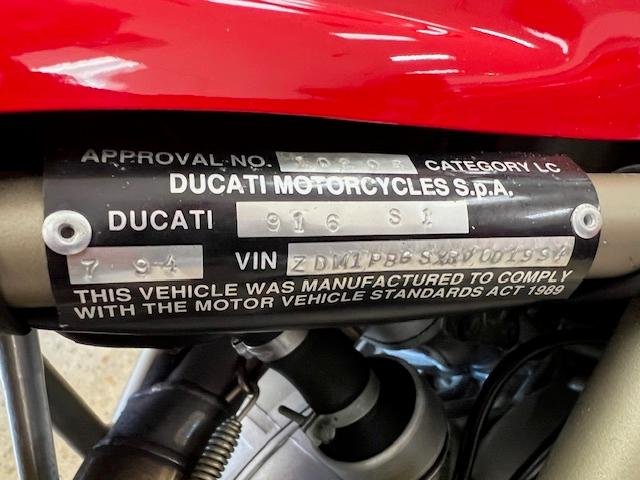 APPROVAL NO. CATEGORY LC
DUCATI MOTORCYCLES S.p.A.
DUCATI 916 S1
7 94 VIN
THIS VEHICLE WAS MANUFACTURED TO COMPLY
WITH THE MOTOR VEHICLE STANDARDS ACT 1989